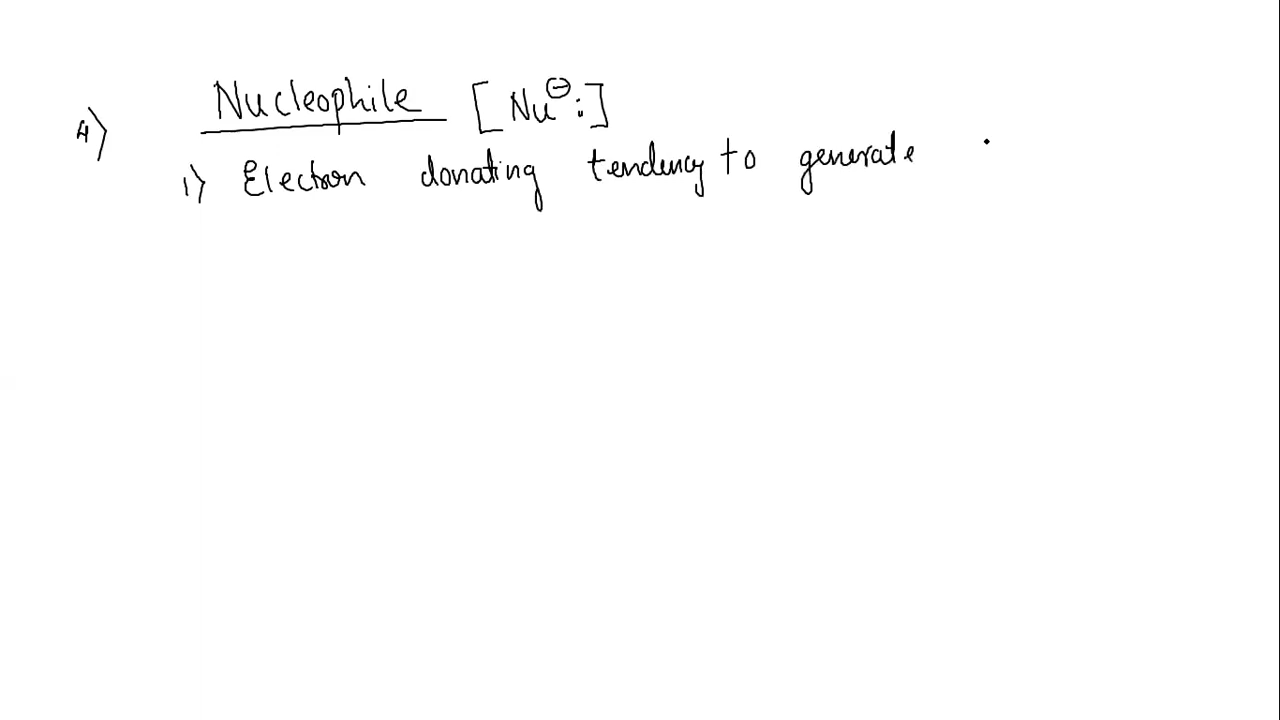 4) Nucleophile [Nu⊖:]
1) Electron donating tendency to generate